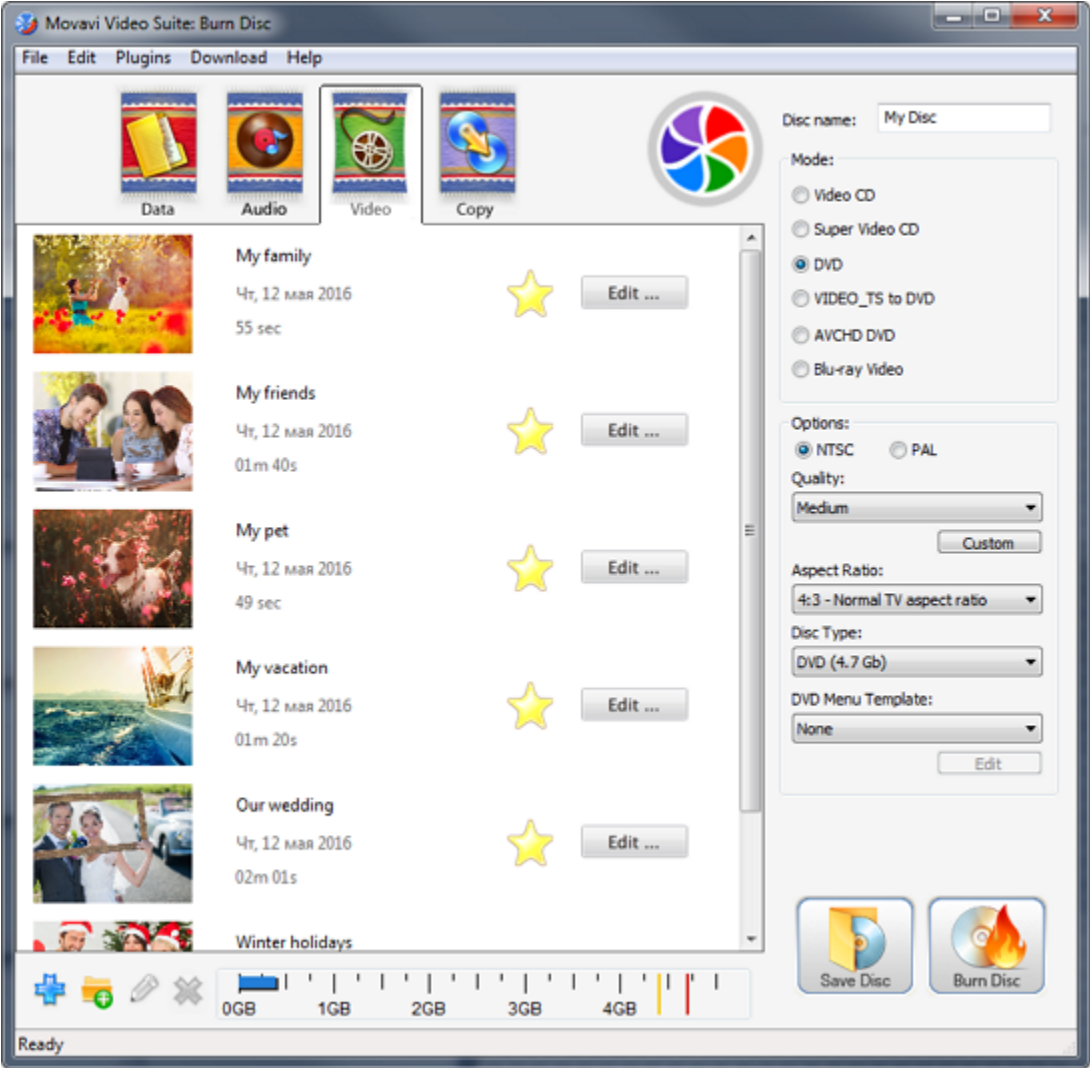 Movavi Video Suite: Burn Disc
File Edit Plugins Download Help
Data Audio Video Copy
My family
Чт, 12 мая 2016
55 sec
Edit ...
My friends
Чт, 12 мая 2016
01m 40s
Edit ...
My pet
Чт, 12 мая 2016
49 sec
Edit ...
My vacation
Чт, 12 мая 2016
01m 20s
Edit ...
Our wedding
Чт, 12 мая 2016
02m 01s
Edit ...
Winter holidays
0GB 1GB 2GB 3GB 4GB
Disc name: My Disc
Mode:
Video CD
Super Video CD
DVD
VIDEO_TS to DVD
AVCHD DVD
Blu-ray Video
Options:
NTSC PAL
Quality:
Medium
Custom
Aspect Ratio:
4:3 - Normal TV aspect ratio
Disc Type:
DVD (4.7 Gb)
DVD Menu Template:
None
Edit
Save Disc Burn Disc
Ready